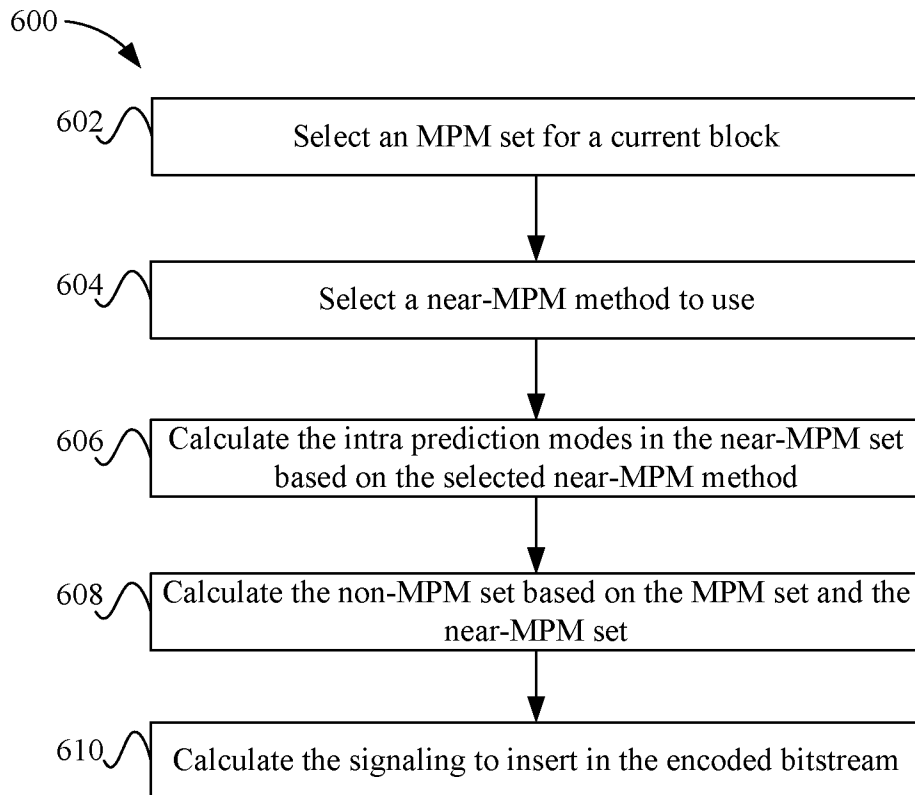 600
602
Select an MPM set for a current block
604
Select a near-MPM method to use
606
Calculate the intra prediction modes in the near-MPM set
based on the selected near-MPM method
608
Calculate the non-MPM set based on the MPM set and the
near-MPM set
610
Calculate the signaling to insert in the encoded bitstream